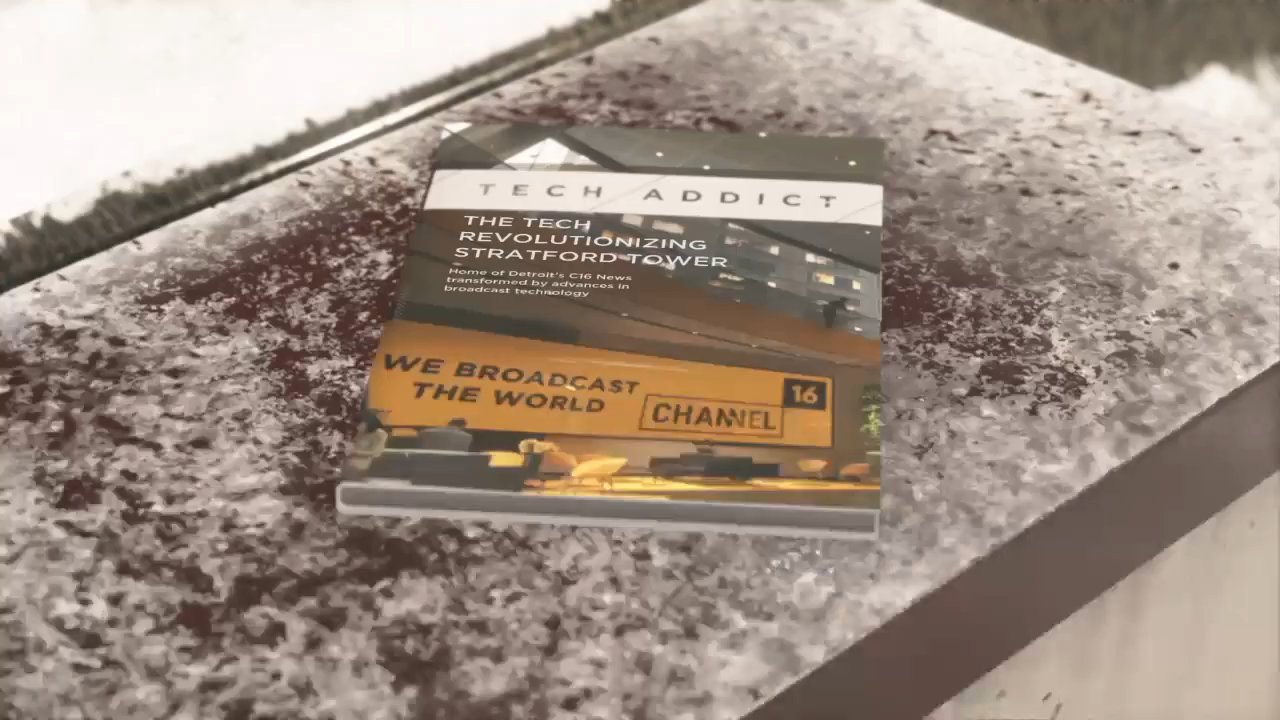 TECH ADDICT
THE TECH
REVOLUTIONIZING
STRATFORD TOWER
Home of Detroit's C16 News
transformed by advances in
broadcast technology
WE BROADCAST
THE WORLD
CHANNEL
16